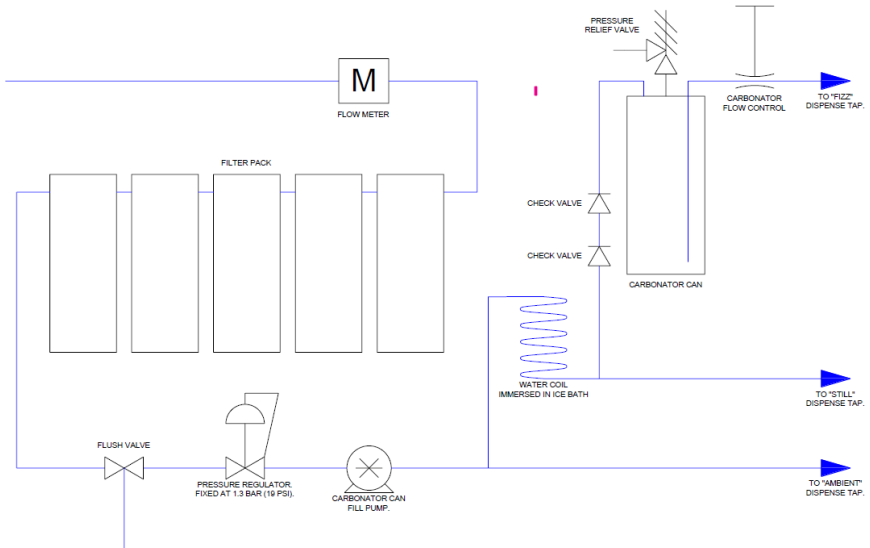 PRESSURE
RELIEF VALVE
M
FLOW METER
CARBONATOR
FLOW CONTROL
TO "FIZZ"
DISPENSE TAP.
FILTER PACK
CHECK VALVE
CHECK VALVE
CARBONATOR CAN
WATER COIL
IMMERSED IN ICE BATH
TO "STILL"
DISPENSE TAP.
FLUSH VALVE
PRESSURE REGULATOR.
FIXED AT 1.3 BAR (19 PSI).
CARBONATOR CAN
FILL PUMP.
TO "AMBIENT"
DISPENSE TAP.